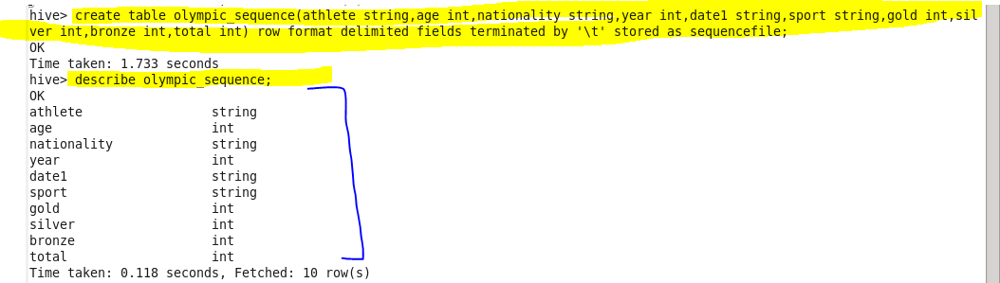 hive> create table olympic_sequence(athlete string,age int,nationality string,year int,date1 string,sport string,gold int,sil
ver int,bronze int,total int) row format delimited fields terminated by '\t' stored as sequencefile;
OK
Time taken: 1.733 seconds
hive> describe olympic_sequence;
OK
athlete string
age int
nationality string
year int
date1 string
sport string
gold int
silver int
bronze int
total int
Time taken: 0.118 seconds, Fetched: 10 row(s)